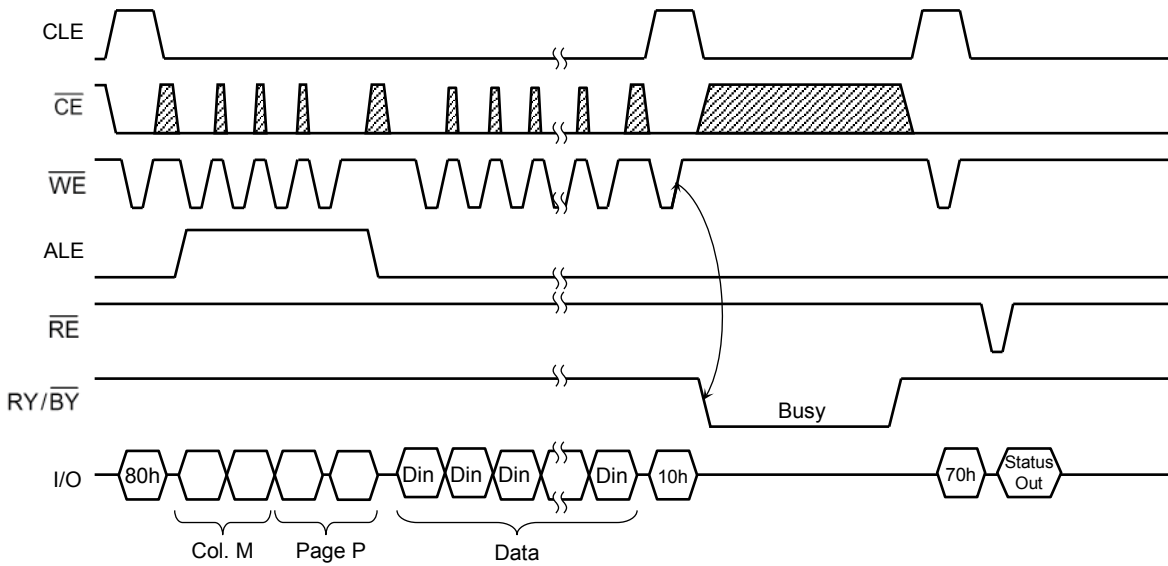 CLE
CE
WE
ALE
RE
RY/BY
Busy
I/O 80h Din Din Din Din 10h 70h Status
Out
Col. M Page P Data